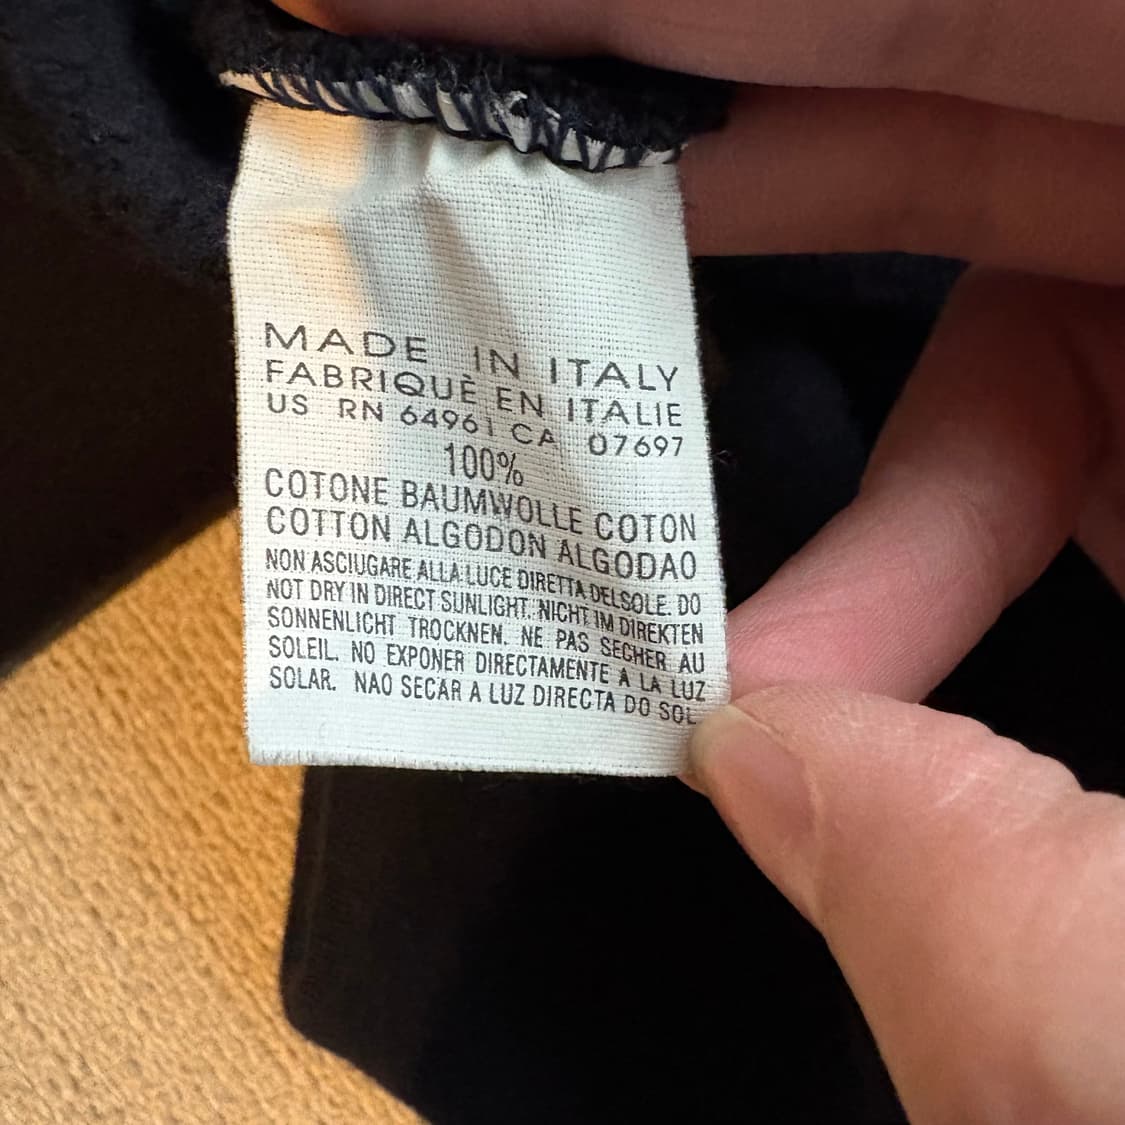 MADE IN ITALY
FABRIQUÈ EN ITALIE
US RN 64961 CA 07697
100%
COTONE BAUMWOLLE COTON
COTTON ALGODON ALGODAO
NON ASCIUGARE ALLA LUCE DIRETTA DELSOLE. DO
NOT DRY IN DIRECT SUNLIGHT. NICHT IM DIREKTEN
SONNENLICHT TROCKNEN. NE PAS SECHER AU
SOLEIL. NO EXPONER DIRECTAMENTE A LA LUZ
SOLAR. NAO SECAR A LUZ DIRECTA DO SOL